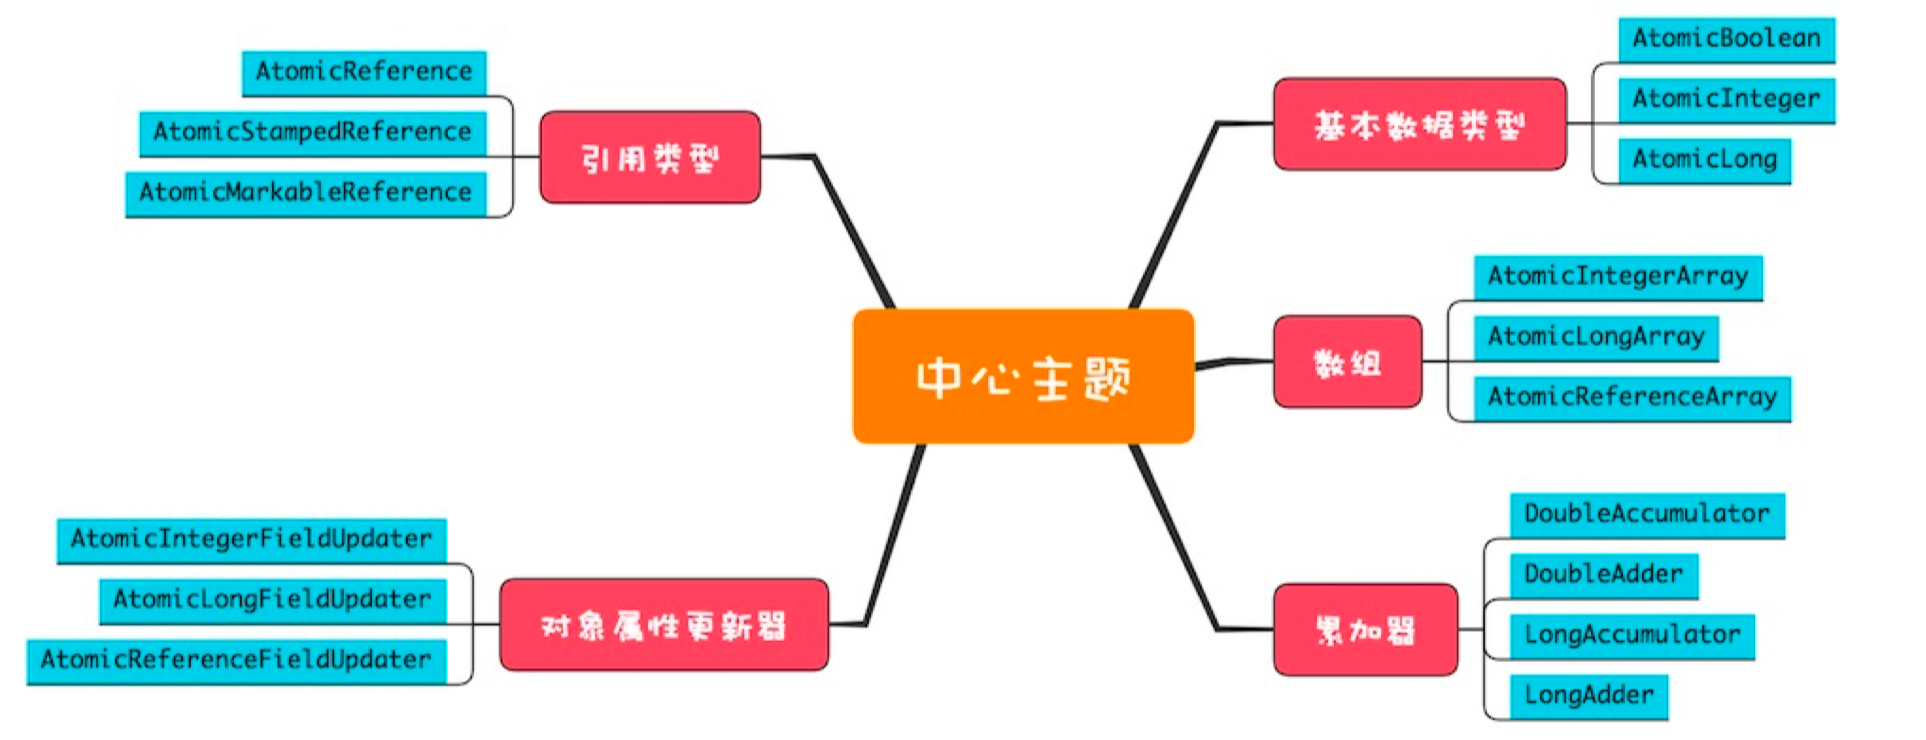 中心主题
基本数据类型
AtomicBoolean
AtomicInteger
AtomicLong
数组
AtomicIntegerArray
AtomicLongArray
AtomicReferenceArray
累加器
DoubleAccumulator
DoubleAdder
LongAccumulator
LongAdder
引用类型
AtomicReference
AtomicStampedReference
AtomicMarkableReference
对象属性更新器
AtomicIntegerFieldUpdater
AtomicLongFieldUpdater
AtomicReferenceFieldUpdater